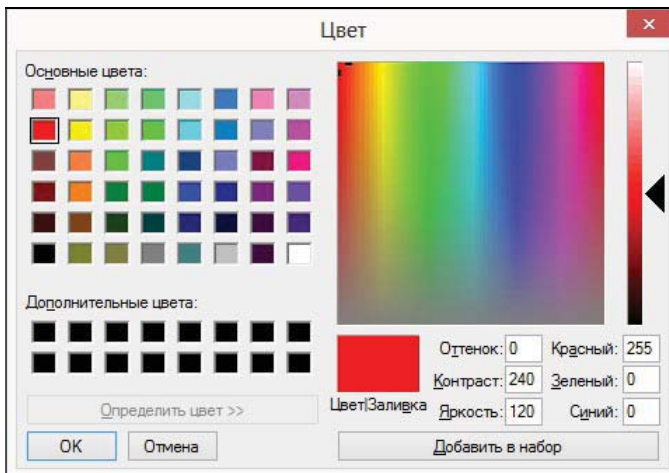 Цвет
Основные цвета:
Дополнительные цвета:
Определить цвет >>
ОК
Отмена
Цвет|Заливка
Оттенок: 0
Контраст: 240
Яркость: 120
Красный: 255
Зеленый: 0
Синий: 0
Добавить в набор